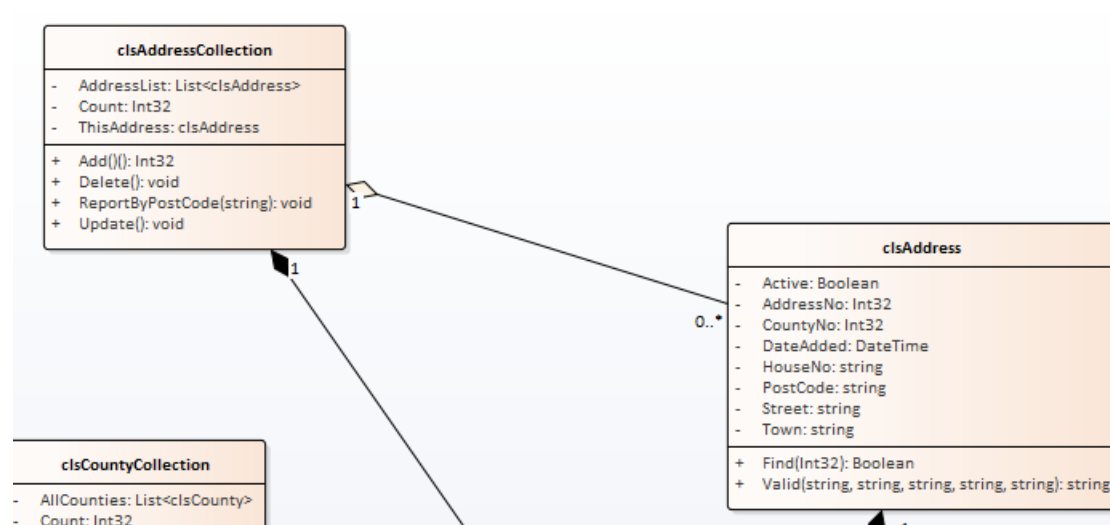 clsAddressCollection
- AddressList: List<clsAddress>
- Count: Int32
- ThisAddress: clsAddress
+ Add()(): Int32
+ Delete(): void
+ ReportByPostCode(string): void
+ Update(): void
1
1
0..*
clsAddress
- Active: Boolean
- AddressNo: Int32
- CountyNo: Int32
- DateAdded: DateTime
- HouseNo: string
- PostCode: string
- Street: string
- Town: string
+ Find(Int32): Boolean
+ Valid(string, string, string, string, string): string
clsCountyCollection
- AllCounties: List<clsCounty>
- Count: Int32